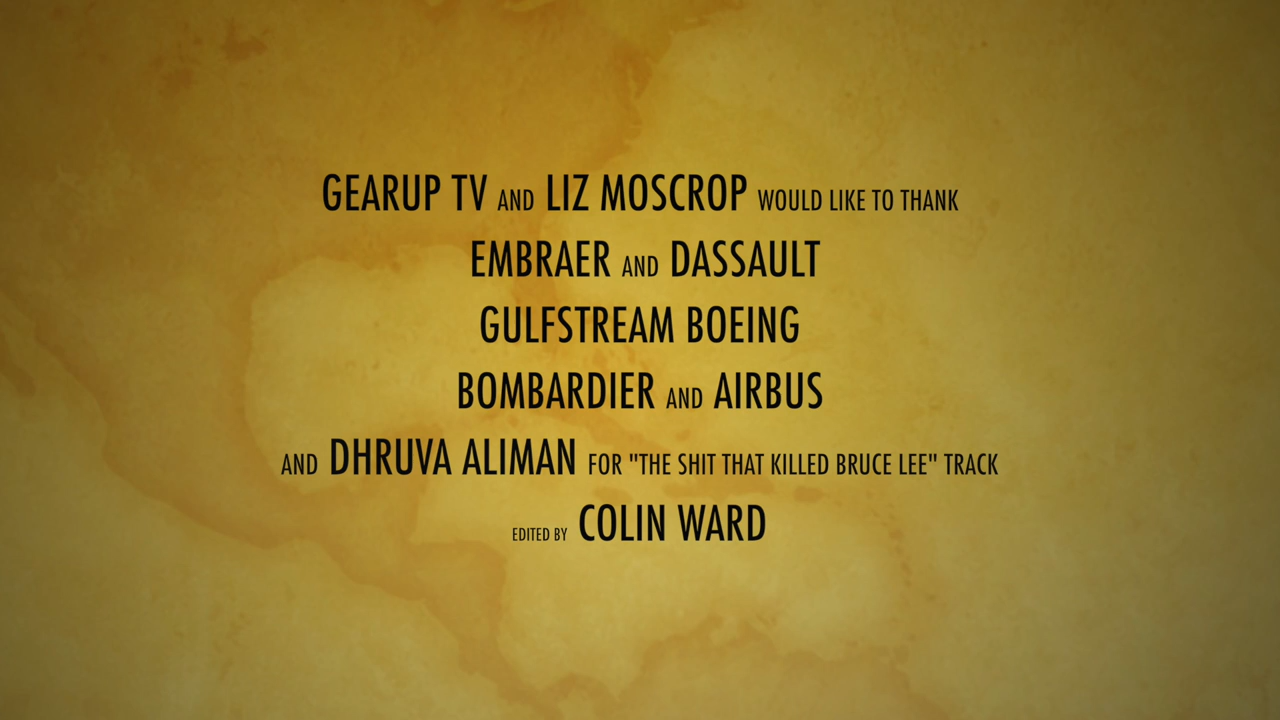 GEARUP TV AND LIZ MOSCROP WOULD LIKE TO THANK
EMBRAER AND DASSAULT
GULFSTREAM BOEING
BOMBARDIER AND AIRBUS
AND DHRUVA ALIMAN FOR "THE SHIT THAT KILLED BRUCE LEE" TRACK
EDITED BY COLIN WARD